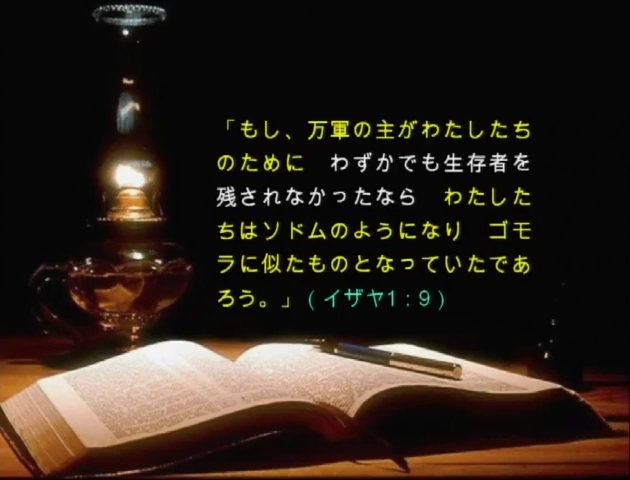 「もし、万軍の主がわたしたち
のために　わずかでも生存者を
残されなかったなら　わたした
ちはソドムのようになり　ゴモ
ラに似たものとなっていたであ
ろう。」(イザヤ1:9)